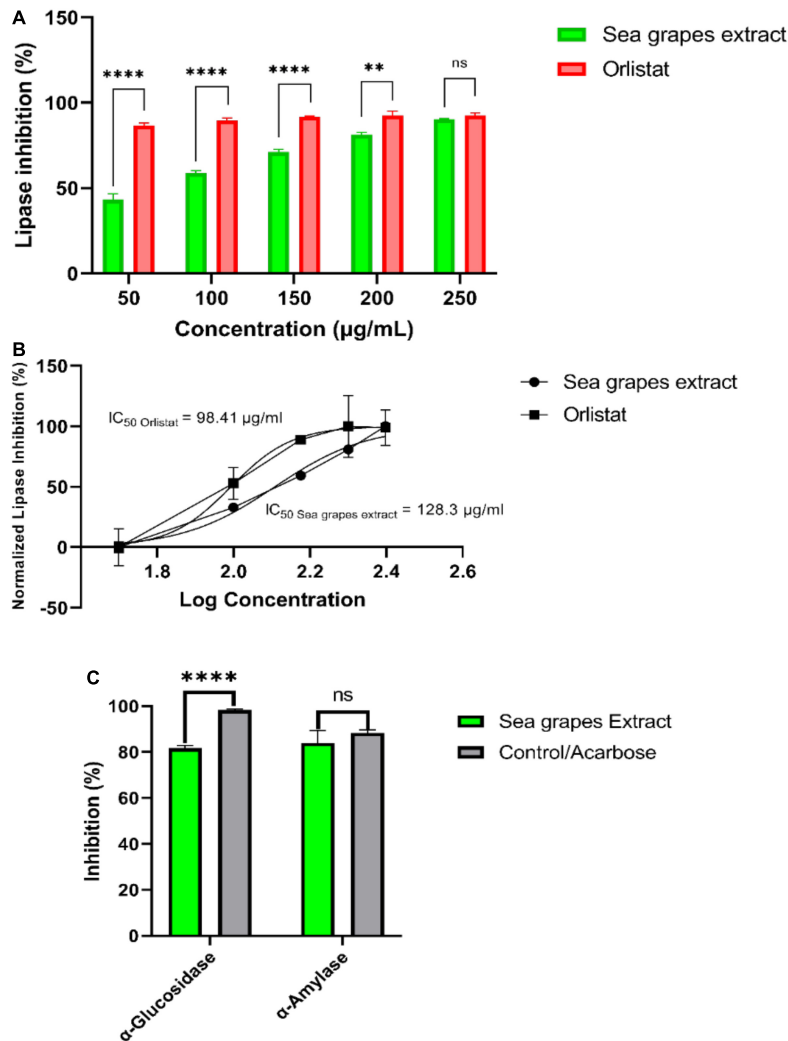 A
150
100
50
0
Lipase inhibition (%)
**** **** **** ** ns
50 100 150 200 250
Concentration (µg/mL)
Sea grapes extract
Orlistat
B
150
100
50
0
-50
Normalized Lipase Inhibition (%)
IC50 Orlistat = 98.41 µg/ml
IC50 Sea grapes extract = 128.3 µg/ml
1.8 2.0 2.2 2.4 2.6
Log Concentration
Sea grapes extract
Orlistat
C
100
80
60
40
20
0
Inhibition (%)
**** ns
α-Glucosidase
α-Amylase
Sea grapes Extract
Control/Acarbose